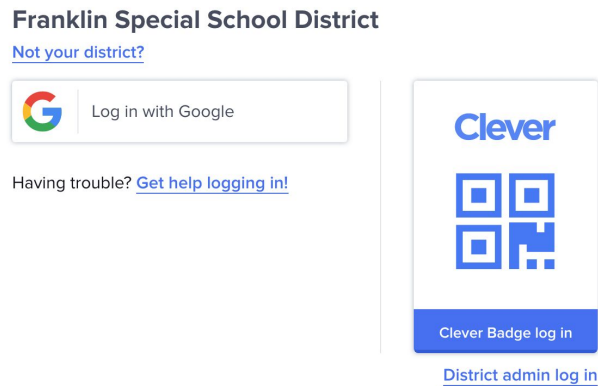 Franklin Special School District
Not your district?
Log in with Google
Having trouble? Get help logging in!
Clever
Clever Badge log in
District admin log in